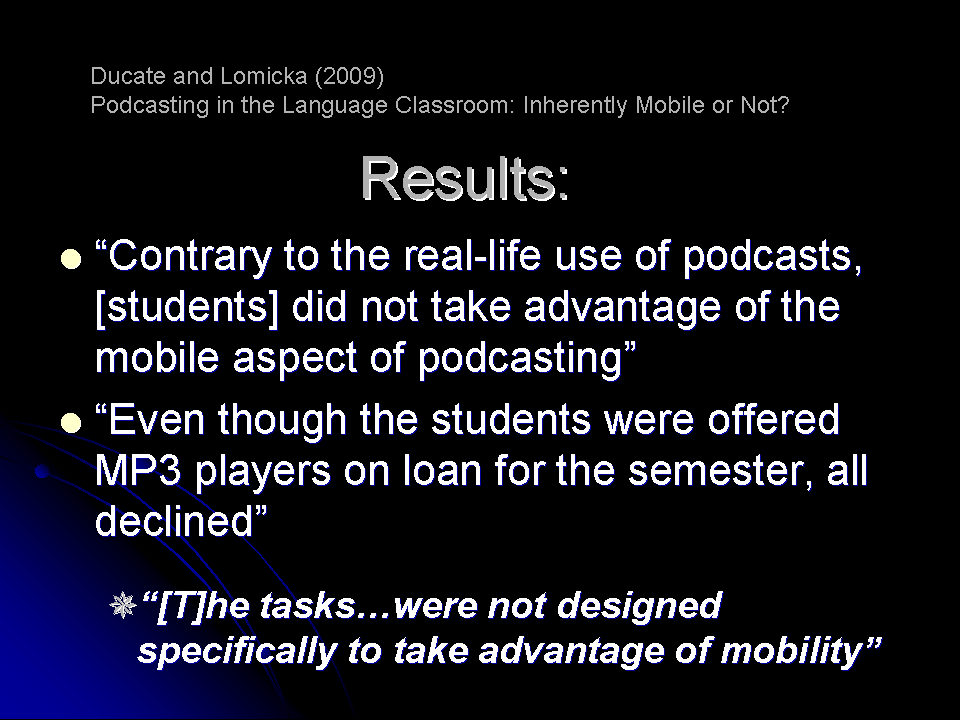 Ducate and Lomicka (2009)
Podcasting in the Language Classroom: Inherently Mobile or Not?
Results:
“Contrary to the real-life use of podcasts,
[students] did not take advantage of the
mobile aspect of podcasting”
“Even though the students were offered
MP3 players on loan for the semester, all
declined”
“[T]he tasks…were not designed
specifically to take advantage of mobility”